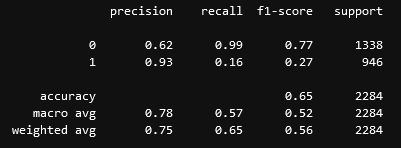 precision recall f1-score support
0 0.62 0.99 0.77 1338
1 0.93 0.16 0.27 946
accuracy 0.65 2284
macro avg 0.78 0.57 0.52 2284
weighted avg 0.75 0.65 0.56 2284